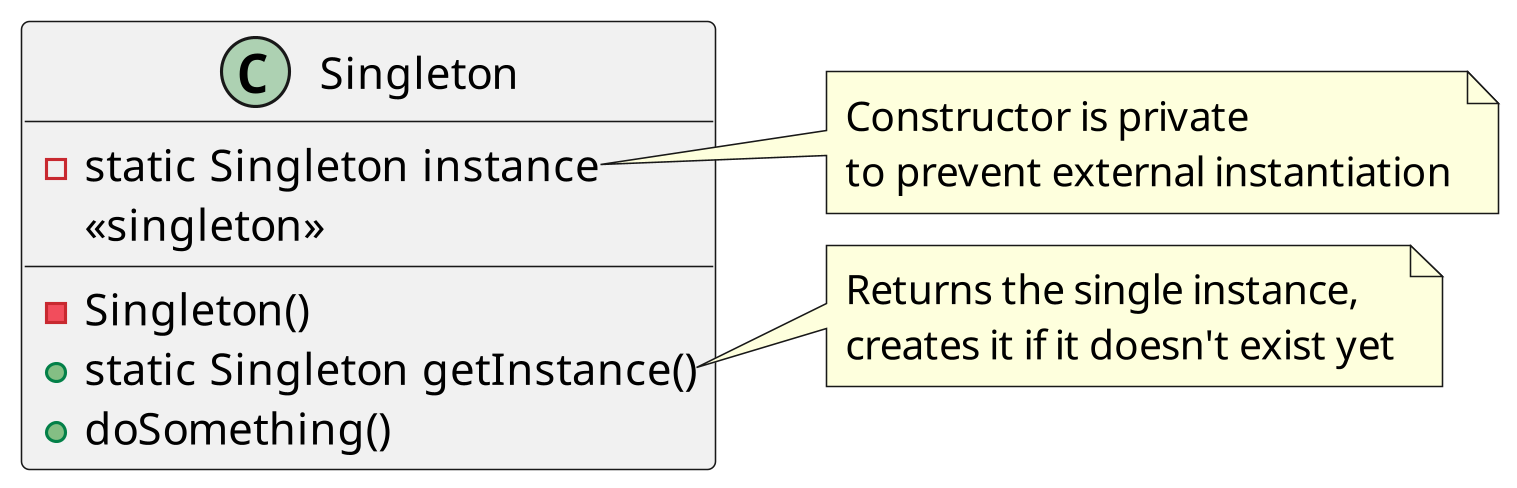 C Singleton
static Singleton instance
«singleton»
Singleton()
static Singleton getInstance()
doSomething()
Constructor is private
to prevent external instantiation
Returns the single instance,
creates it if it doesn't exist yet